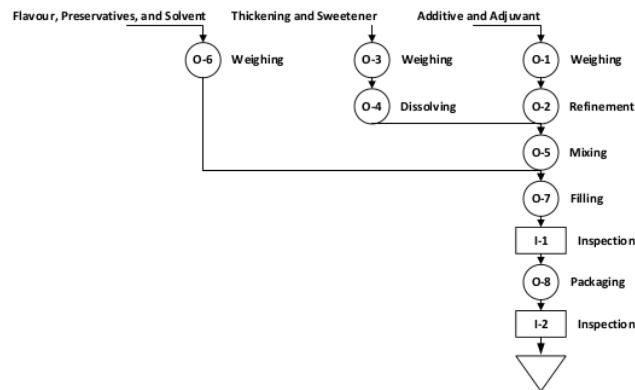 Flavour, Preservatives, and Solvent Thickening and Sweetener Additive and Adjuvant
O-6 Weighing O-3 Weighing O-1 Weighing
O-4 Dissolving O-2 Refinement
O-5 Mixing
O-7 Filling
I-1 Inspection
O-8 Packaging
I-2 Inspection